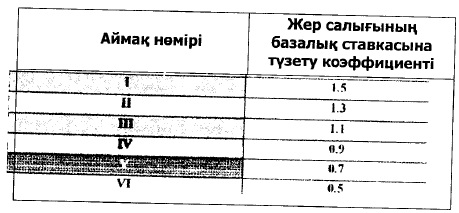 Аймақ нөмірі
Жер салығының
базалық ставкасына
түзету коэффициенті
I 1.5
II 1.3
III 1.1
IV 0.9
V 0.7
VI 0.5